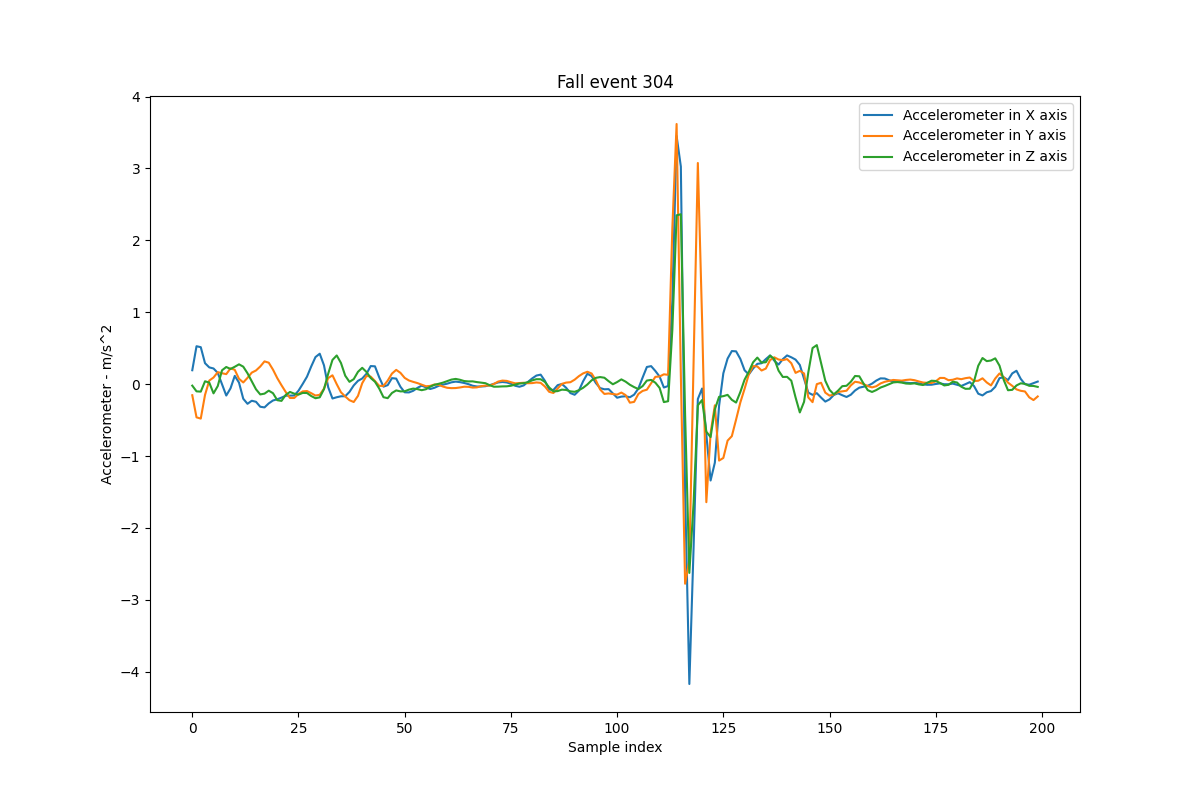 Fall event 304
Accelerometer in X axis
Accelerometer in Y axis
Accelerometer in Z axis
4
3
2
1
0
−1
−2
−3
−4
Accelerometer - m/s^2
0 25 50 75 100 125 150 175 200
Sample index